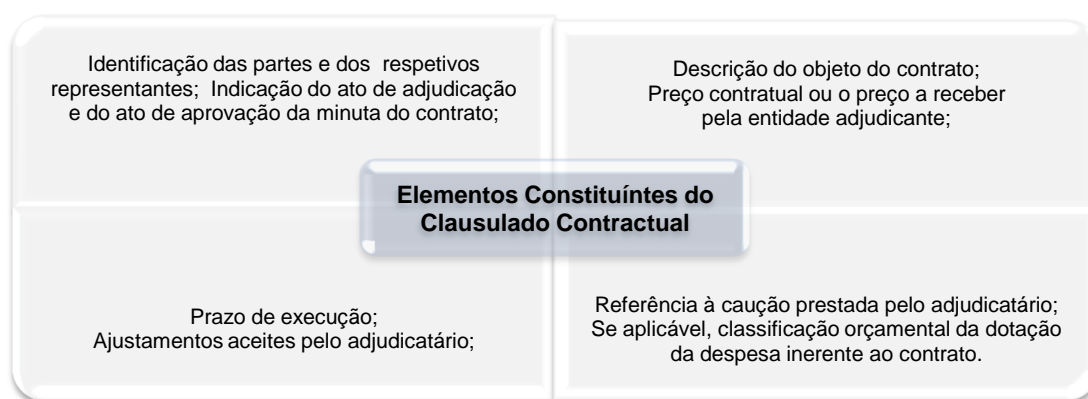 Identificação das partes e dos respetivos
representantes; Indicação do ato de adjudicação
e do ato de aprovação da minuta do contrato;
Descrição do objeto do contrato;
Preço contratual ou o preço a receber
pela entidade adjudicante;
Elementos Constituíntes do
Clausulado Contractual
Prazo de execução;
Ajustamentos aceites pelo adjudicatário;
Referência à caução prestada pelo adjudicatário;
Se aplicável, classificação orçamental da dotação
da despesa inerente ao contrato.